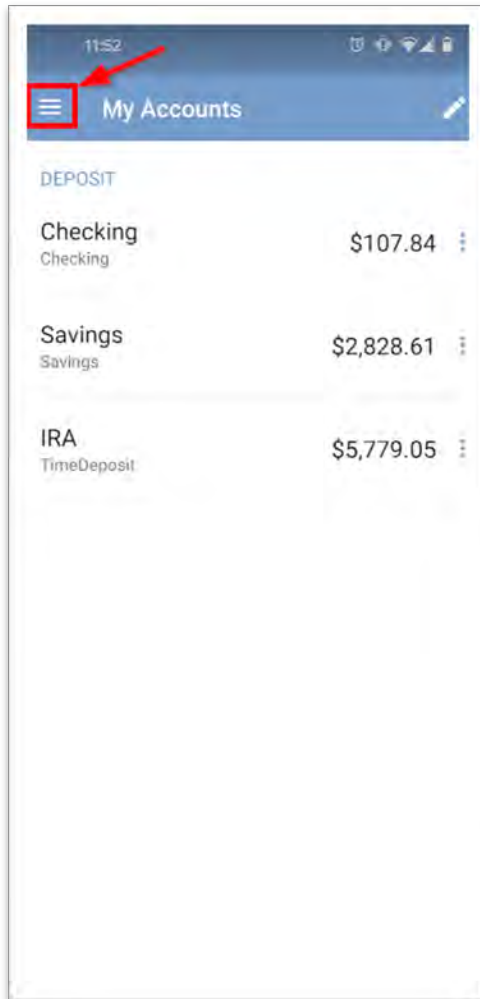 11:52
My Accounts
DEPOSIT
Checking
$107.84
Checking
Savings
$2,828.61
Savings
IRA
$5,779.05
TimeDeposit